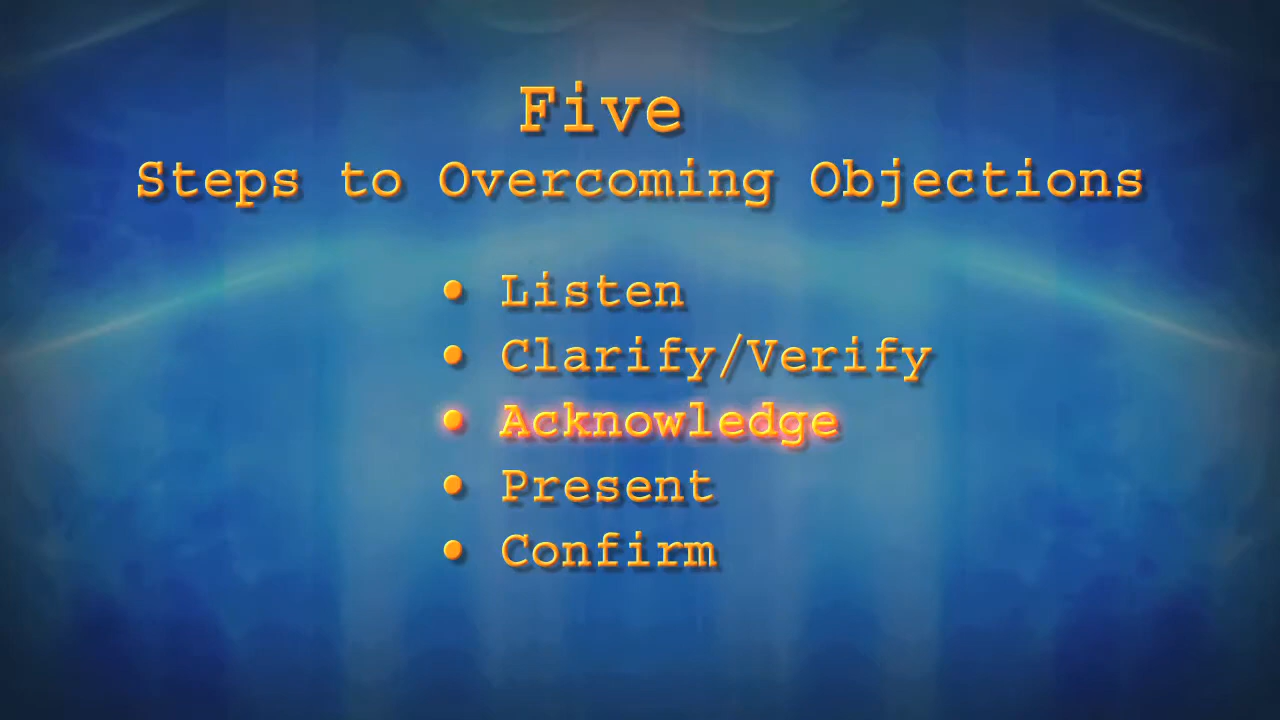 Five
Steps to Overcoming Objections
• Listen
• Clarify/Verify
• Acknowledge
• Present
• Confirm